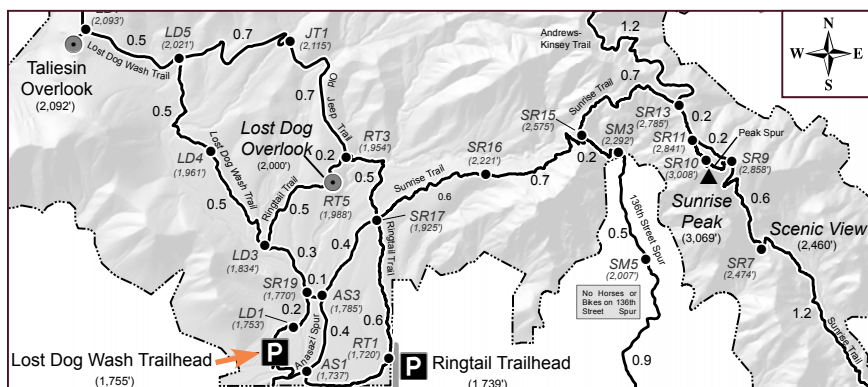 (2,093')
Taliesin
Overlook
(2,092')
0.5
Lost Dog Wash Trail
LD5
(2,021')
0.7
JT1
(2,115')
0.7
Old
Jeep Trail
RT3
(1,954')
Lost Dog
Overlook
(2,000')
0.2
RT5
(1,988')
0.5
0.5
LD4
(1,961')
Lost Dog Wash Trail
0.5
Ringtail Trail
0.5
LD3
(1,834')
0.3
0.4
SR17
(1,925')
Ringtail Trail
Sunrise Trail
0.6
SR16
(2,221')
0.7
SR15
(2,575')
0.2
SM3
(2,292')
Sunrise Trail
0.7
Andrews-
Kinsey Trail
1.2
SR13
(2,785')
0.2
SR11
(2,841')
0.2
Peak Spur
SR10
(3,008')
SR9
(2,858')
Sunrise
Peak
(3,069')
0.6
Scenic View
(2,460')
SR7
(2,474')
1.2
Sunrise Trail
136th Street Spur
0.5
SM5
(2,007')
No Horses or
Bikes on 136th
Street Spur
0.9
SR19
(1,770')
0.1
AS3
(1,785')
0.2
LD1
(1,753')
Anasazi Spur
0.4
0.6
RT1
(1,720')
AS1
(1,737')
Lost Dog Wash Trailhead
(1,755')
P
P
Ringtail Trailhead
(1,739')
N
W
E
S